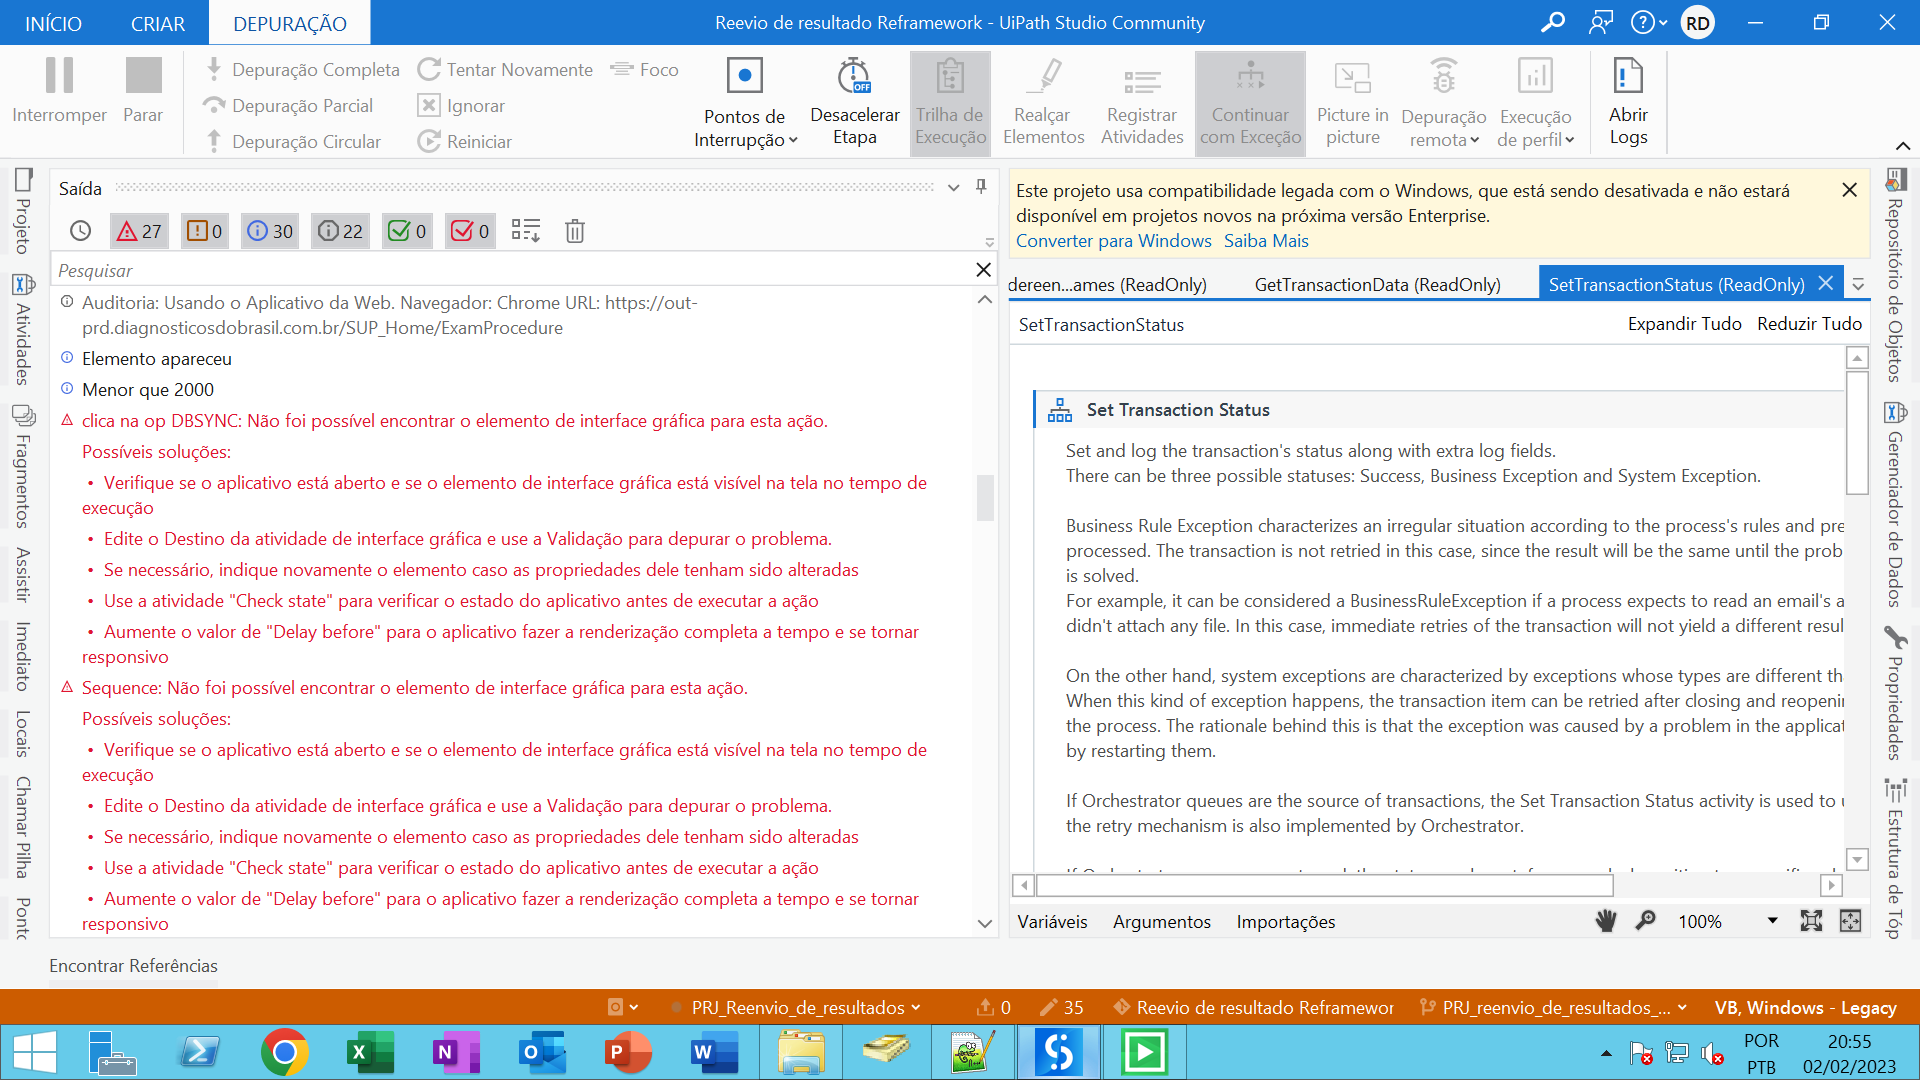 INÍCIO
CRIAR
DEPURAÇÃO
Reevio de resultado Reframework - UiPath Studio Community
RD
Interromper
Parar
Depuração Completa
Depuração Parcial
Depuração Circular
Tentar Novamente
Ignorar
Reiniciar
Foco
Pontos de
Interrupção
OFF
Desacelerar
Etapa
Trilha de
Execução
Realçar
Elementos
Registrar
Atividades
Continuar
com Exceção
Picture in
picture
Depuração
remota
Execução
de perfil
Abrir
Logs
Projeto
Atividades
Fragmentos
Assistir
Imediato
Locais
Chamar Pilha
Saída
27
0
30
22
0
0
Pesquisar
Auditoria: Usando o Aplicativo da Web. Navegador: Chrome URL: https://out-
prd.diagnosticosdobrasil.com.br/SUP_Home/ExamProcedure
Elemento apareceu
Menor que 2000
clica na op DBSYNC: Não foi possível encontrar o elemento de interface gráfica para esta ação.
Possíveis soluções:
• Verifique se o aplicativo está aberto e se o elemento de interface gráfica está visível na tela no tempo de
execução
• Edite o Destino da atividade de interface gráfica e use a Validação para depurar o problema.
• Se necessário, indique novamente o elemento caso as propriedades dele tenham sido alteradas
• Use a atividade "Check state" para verificar o estado do aplicativo antes de executar a ação
• Aumente o valor de "Delay before" para o aplicativo fazer a renderização completa a tempo e se tornar
responsivo
Sequence: Não foi possível encontrar o elemento de interface gráfica para esta ação.
Possíveis soluções:
• Verifique se o aplicativo está aberto e se o elemento de interface gráfica está visível na tela no tempo de
execução
• Edite o Destino da atividade de interface gráfica e use a Validação para depurar o problema.
• Se necessário, indique novamente o elemento caso as propriedades dele tenham sido alteradas
• Use a atividade "Check state" para verificar o estado do aplicativo antes de executar a ação
• Aumente o valor de "Delay before" para o aplicativo fazer a renderização completa a tempo e se tornar
responsivo
Encontrar Referências
Este projeto usa compatibilidade legada com o Windows, que está sendo desativada e não estará
disponível em projetos novos na próxima versão Enterprise.
Converter para Windows Saiba Mais
dereen...ames (ReadOnly)
GetTransactionData (ReadOnly)
SetTransactionStatus (ReadOnly)
SetTransactionStatus
Expandir Tudo
Reduzir Tudo
Set Transaction Status
Set and log the transaction's status along with extra log fields.
There can be three possible statuses: Success, Business Exception and System Exception.
Business Rule Exception characterizes an irregular situation according to the process's rules and pre
processed. The transaction is not retried in this case, since the result will be the same until the prob
is solved.
For example, it can be considered a BusinessRuleException if a process expects to read an email's a
didn't attach any file. In this case, immediate retries of the transaction will not yield a different resul
On the other hand, system exceptions are characterized by exceptions whose types are different th
When this kind of exception happens, the transaction item can be retried after closing and reopenin
the process. The rationale behind this is that the exception was caused by a problem in the applicat
by restarting them.
If Orchestrator queues are the source of transactions, the Set Transaction Status activity is used to u
the retry mechanism is also implemented by Orchestrator.
Variáveis
Argumentos
Importações
100%
Repositório de Objetos
Gerenciador de Dados
Propriedades
Estrutura de Tóp
PRJ_Reenvio_de_resultados
0
35
Reevio de resultado Reframewor
PRJ_reenvio_de_resultados_...
VB, Windows - Legacy
POR
PTB
20:55
02/02/2023